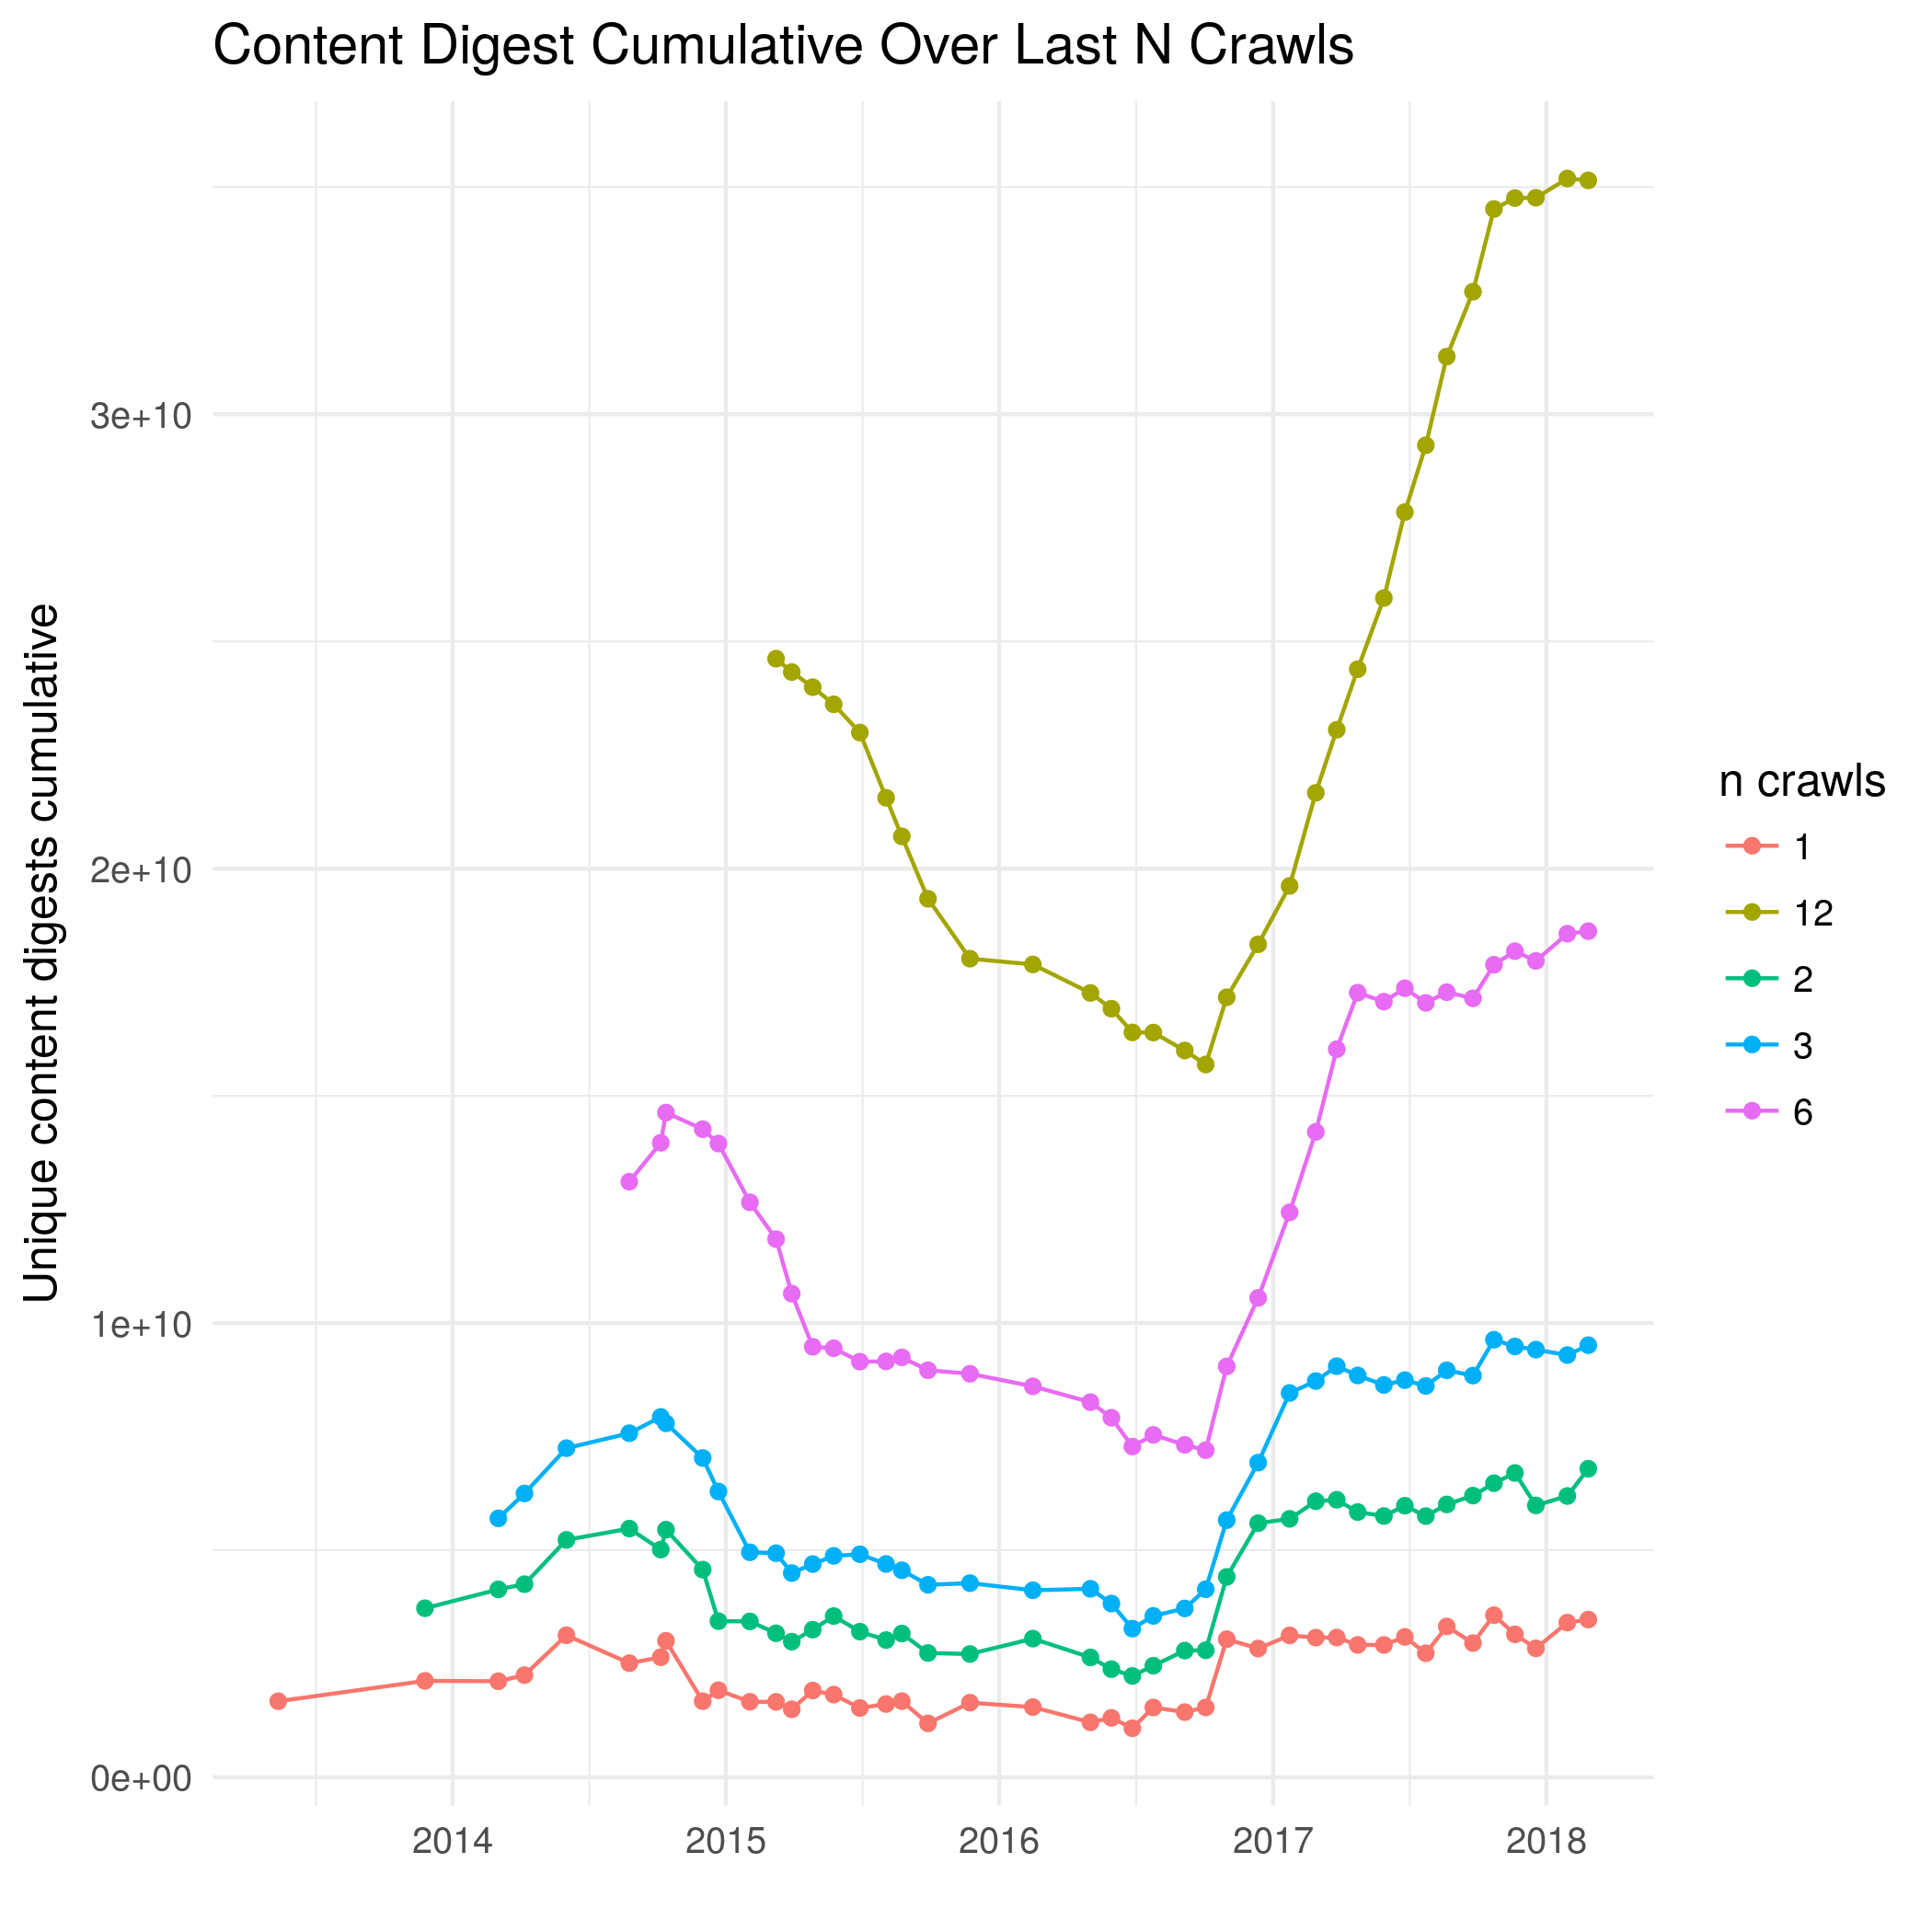 Content Digest Cumulative Over Last N Crawls
Unique content digests cumulative
3e+10
2e+10
1e+10
0e+00
2014
2015
2016
2017
2018
n crawls
1
12
2
3
6